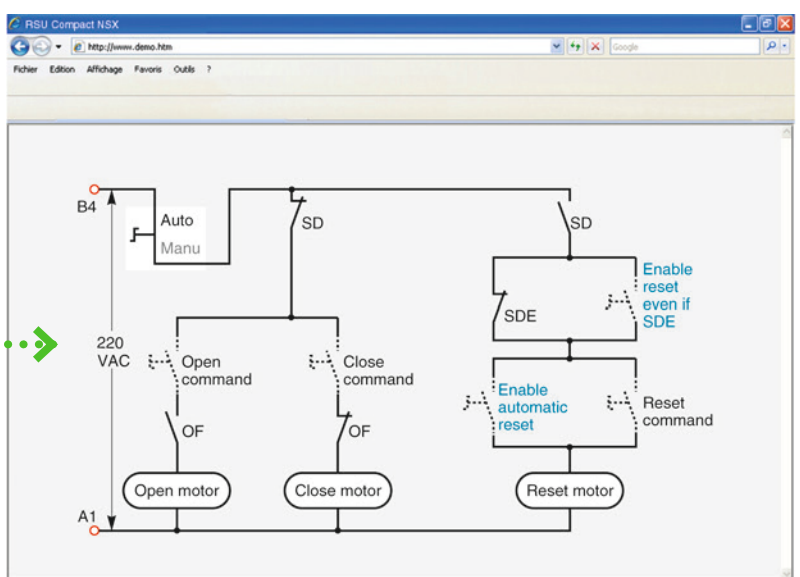 RSU Compact NSX
http://www.demo.htm
Google
Fichier Edition Affichage Favoris Outils ?
B4
Auto
Manu
SD
SD
Enable
reset
even if
SDE
SDE
220
VAC
Open
command
Close
command
Enable
automatic
reset
Reset
command
OF
OF
Open motor
Close motor
Reset motor
A1